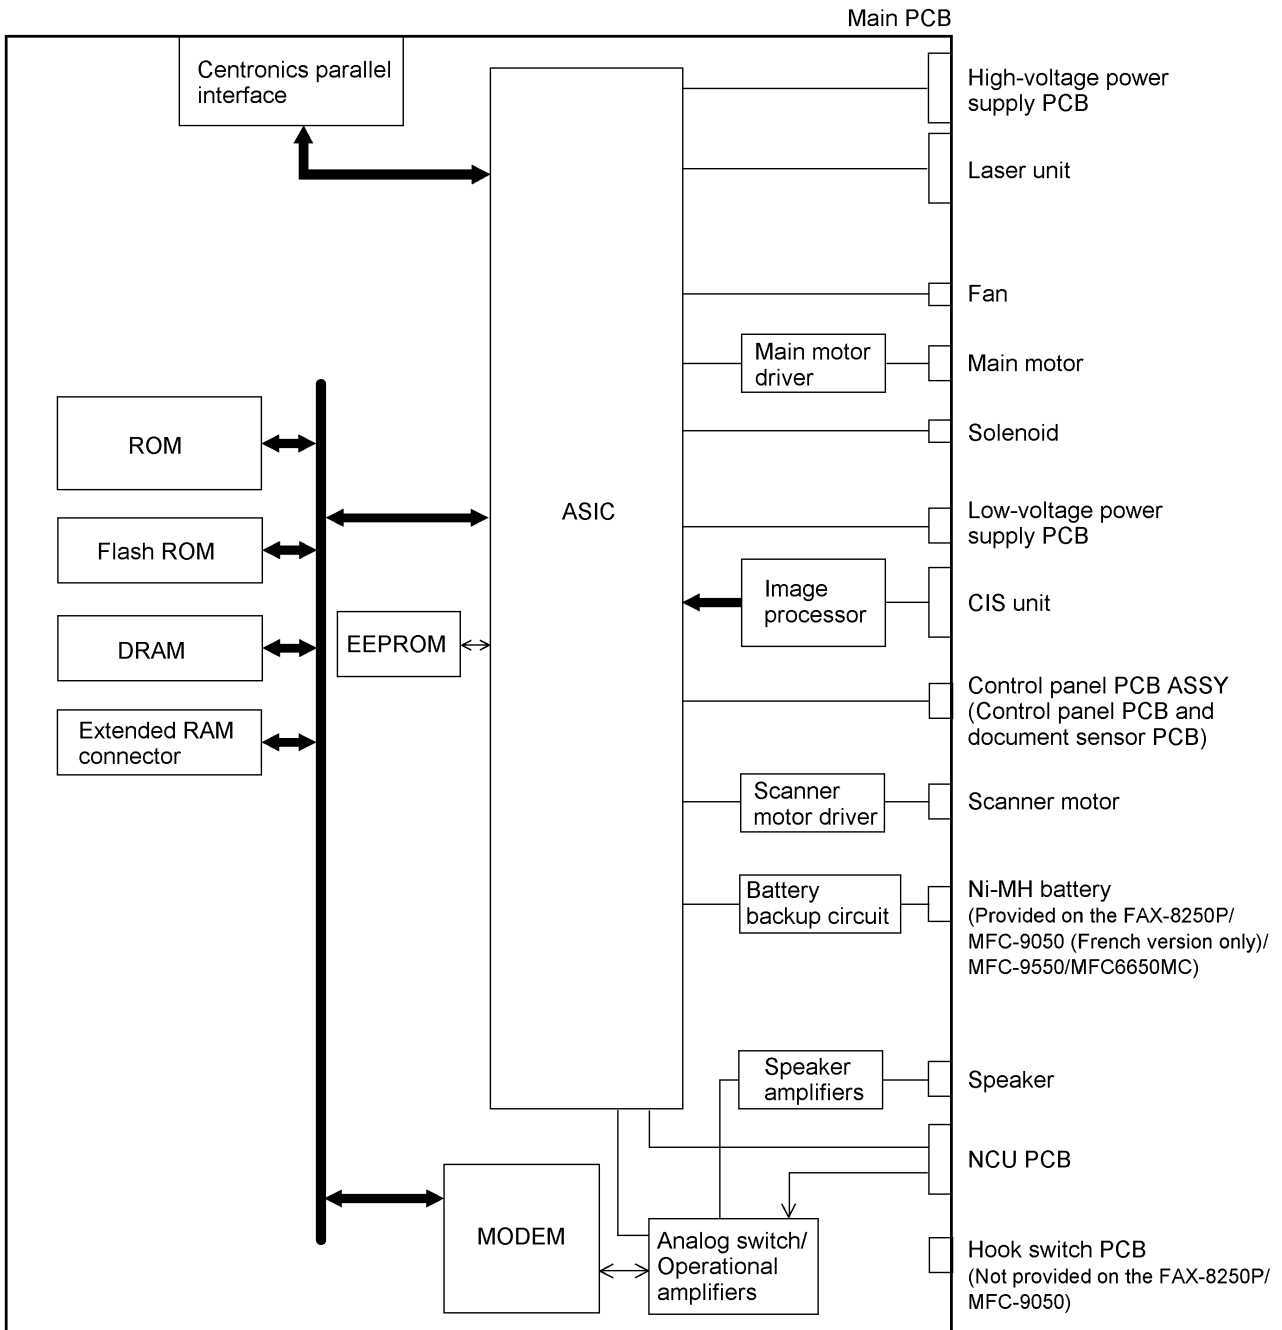 Main PCB
Centronics parallel
interface
High-voltage power
supply PCB
Laser unit
Fan
Main motor
driver
Main motor
ROM
Solenoid
ASIC
Low-voltage power
supply PCB
Flash ROM
Image
processor
CIS unit
EEPROM
DRAM
Control panel PCB ASSY
(Control panel PCB and
document sensor PCB)
Extended RAM
connector
Scanner
motor driver
Scanner motor
Battery
backup circuit
Ni-MH battery
(Provided on the FAX-8250P/
MFC-9050 (French version only)/
MFC-9550/MFC6650MC)
Speaker
amplifiers
Speaker
NCU PCB
MODEM
Analog switch/
Operational
amplifiers
Hook switch PCB
(Not provided on the FAX-8250P/
MFC-9050)